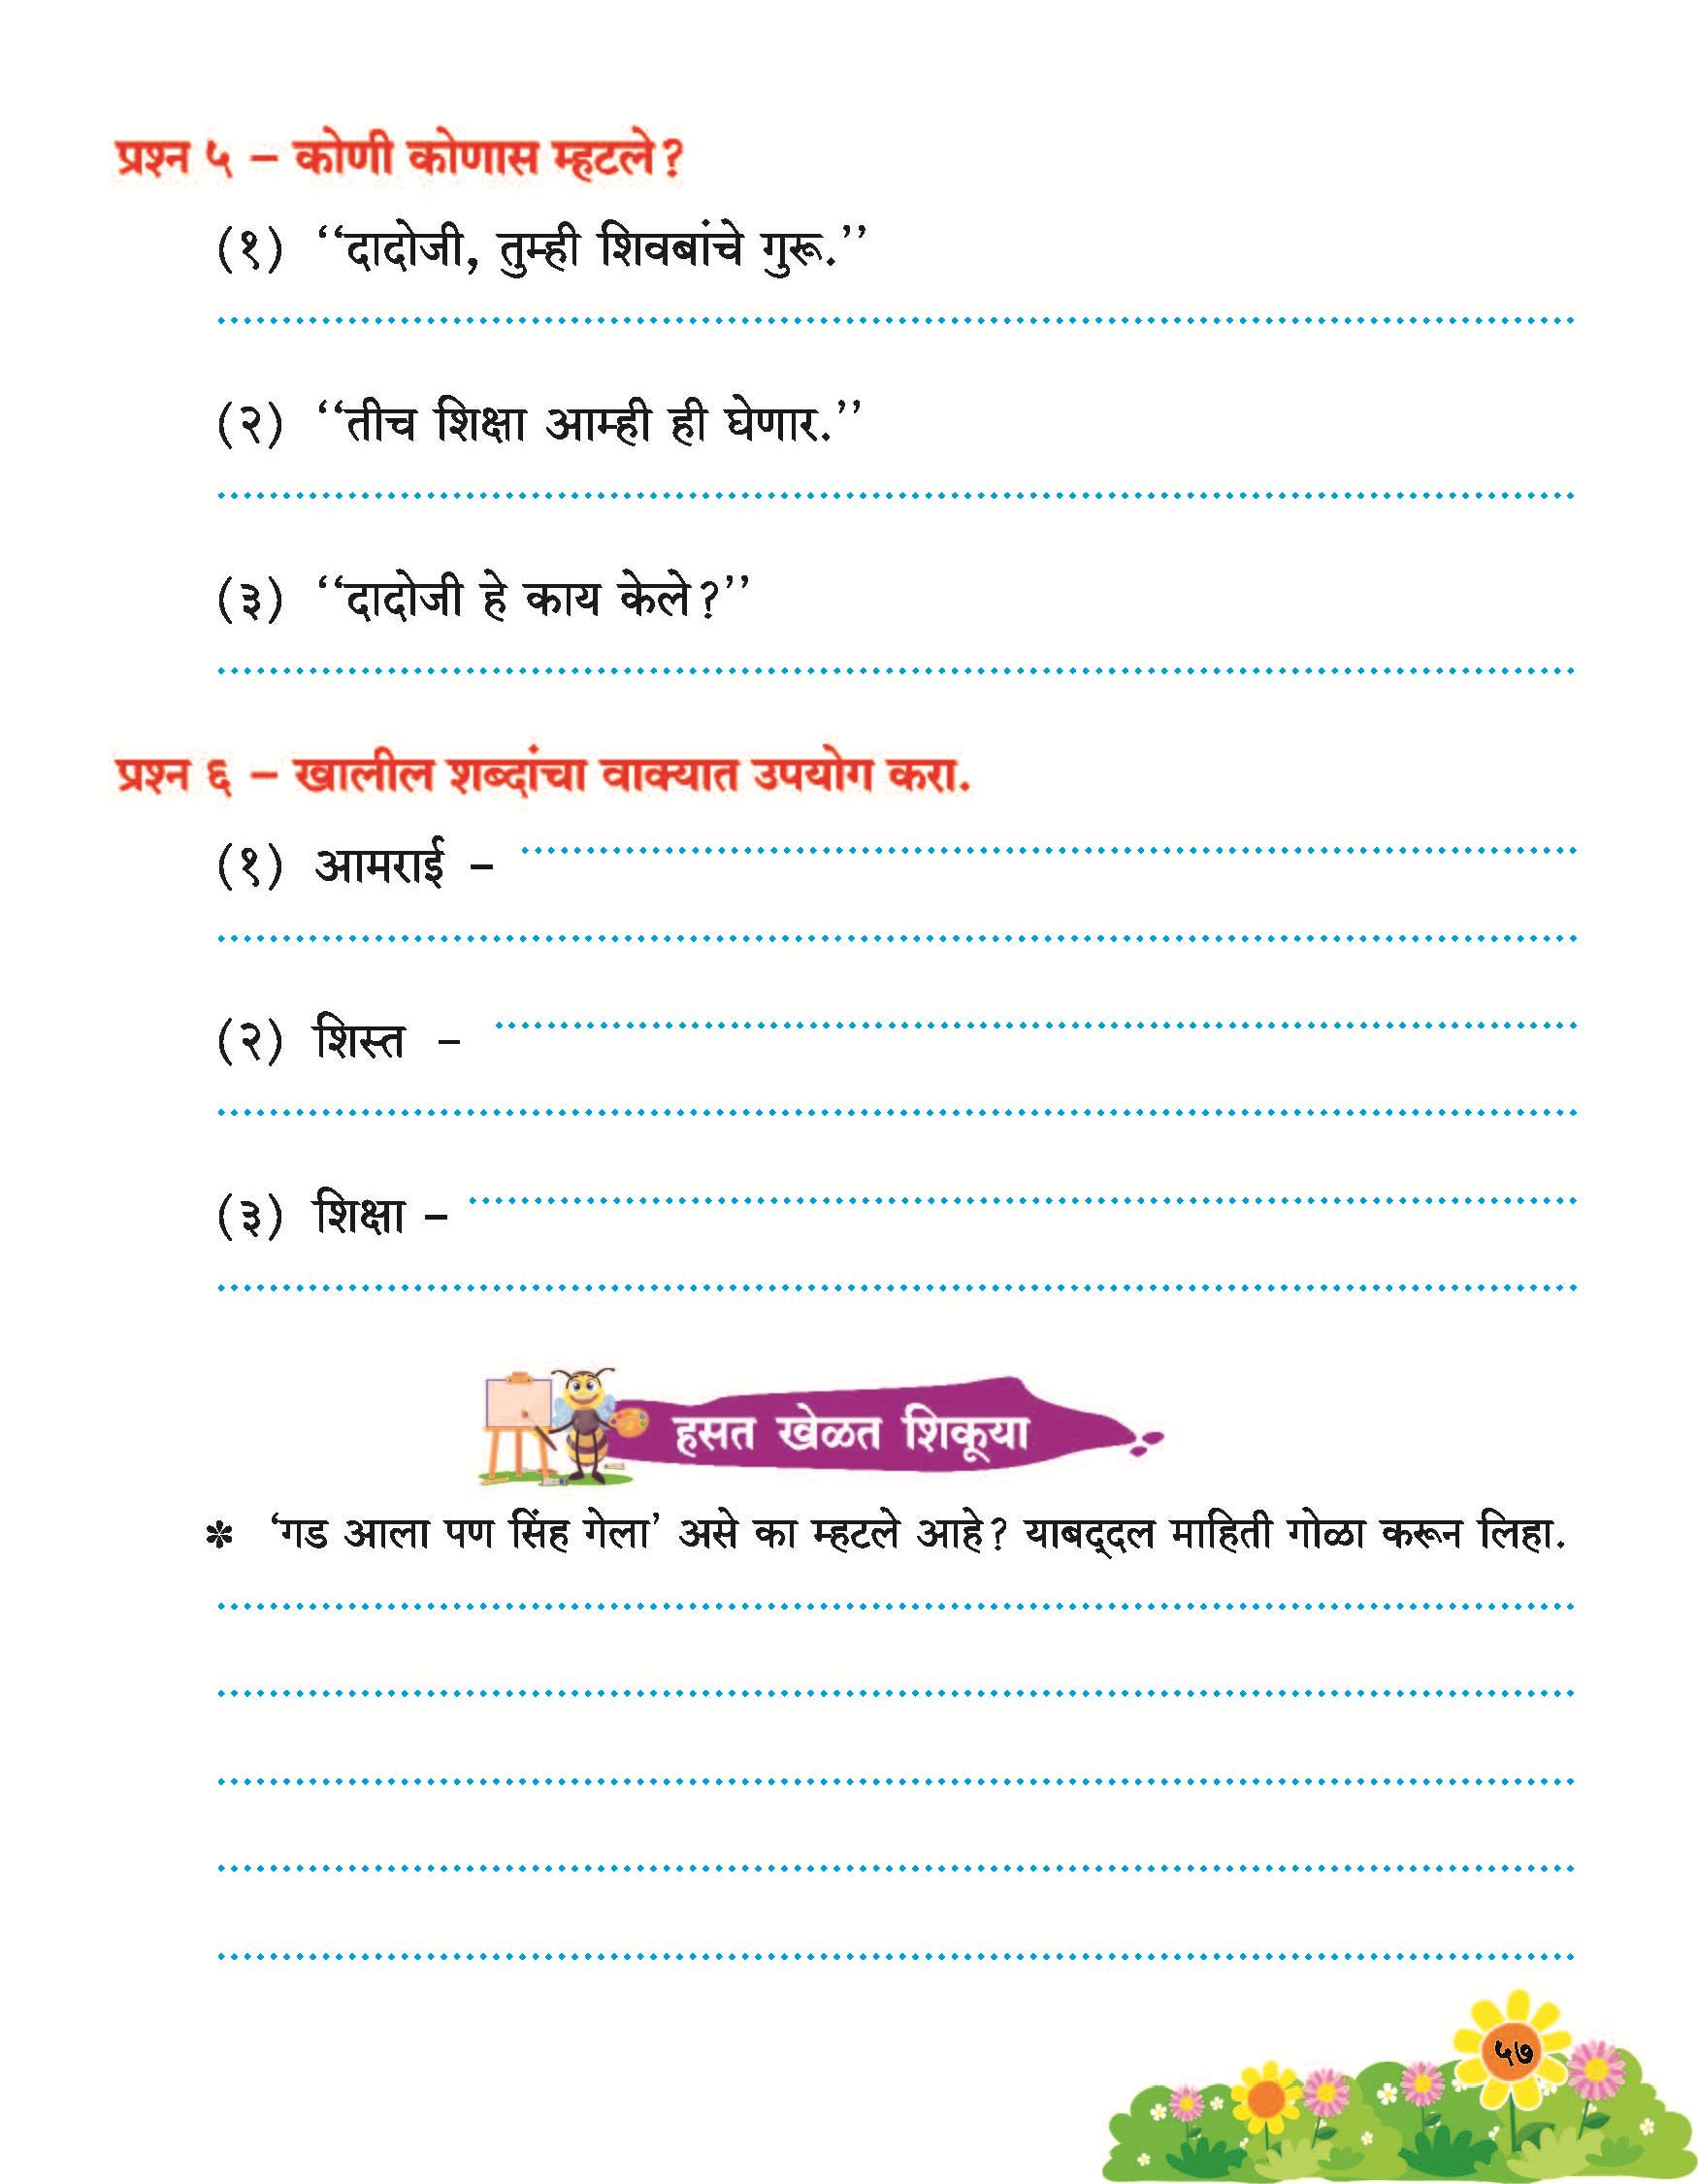 प्रश्न ५ – कोणी कोणास म्हटले?
(१) ‘‘दादोजी, तुम्ही शिवबांचे गुरू.’’
(२) ‘‘तीच शिक्षा आम्ही ही घेणार.’’
(३) ‘‘दादोजी हे काय केले?’’
प्रश्न ६ – खालील शब्दांचा वाक्यात उपयोग करा.
(१) आमराई –
(२) शिस्त –
(३) शिक्षा –
हसत खेळत शिकूया
✽ ‘गड आला पण सिंह गेला’ असे का म्हटले आहे? याबद्‌दल माहिती गोळा करून लिहा.
५७